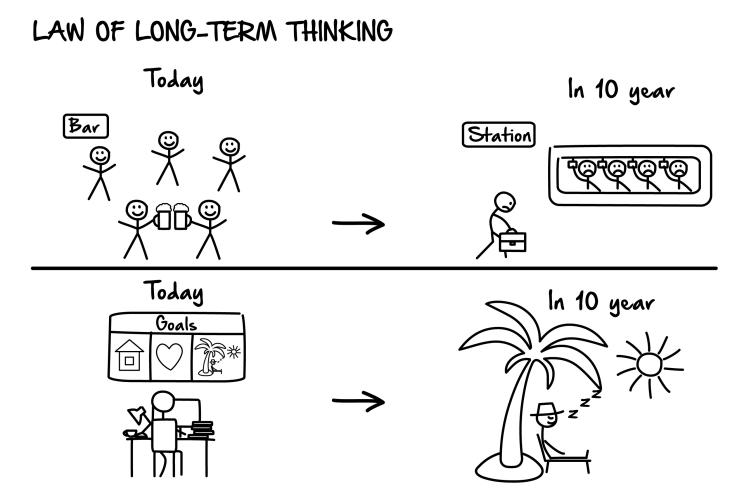 LAW OF LONG-TERM THINKING
Today
In 10 year
Bar
Station
Today
In 10 year
Goals
z z z